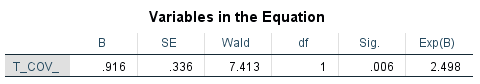 Variables in the Equation
B SE Wald df Sig. Exp(B)
T_COV_ .916 .336 7.413 1 .006 2.498